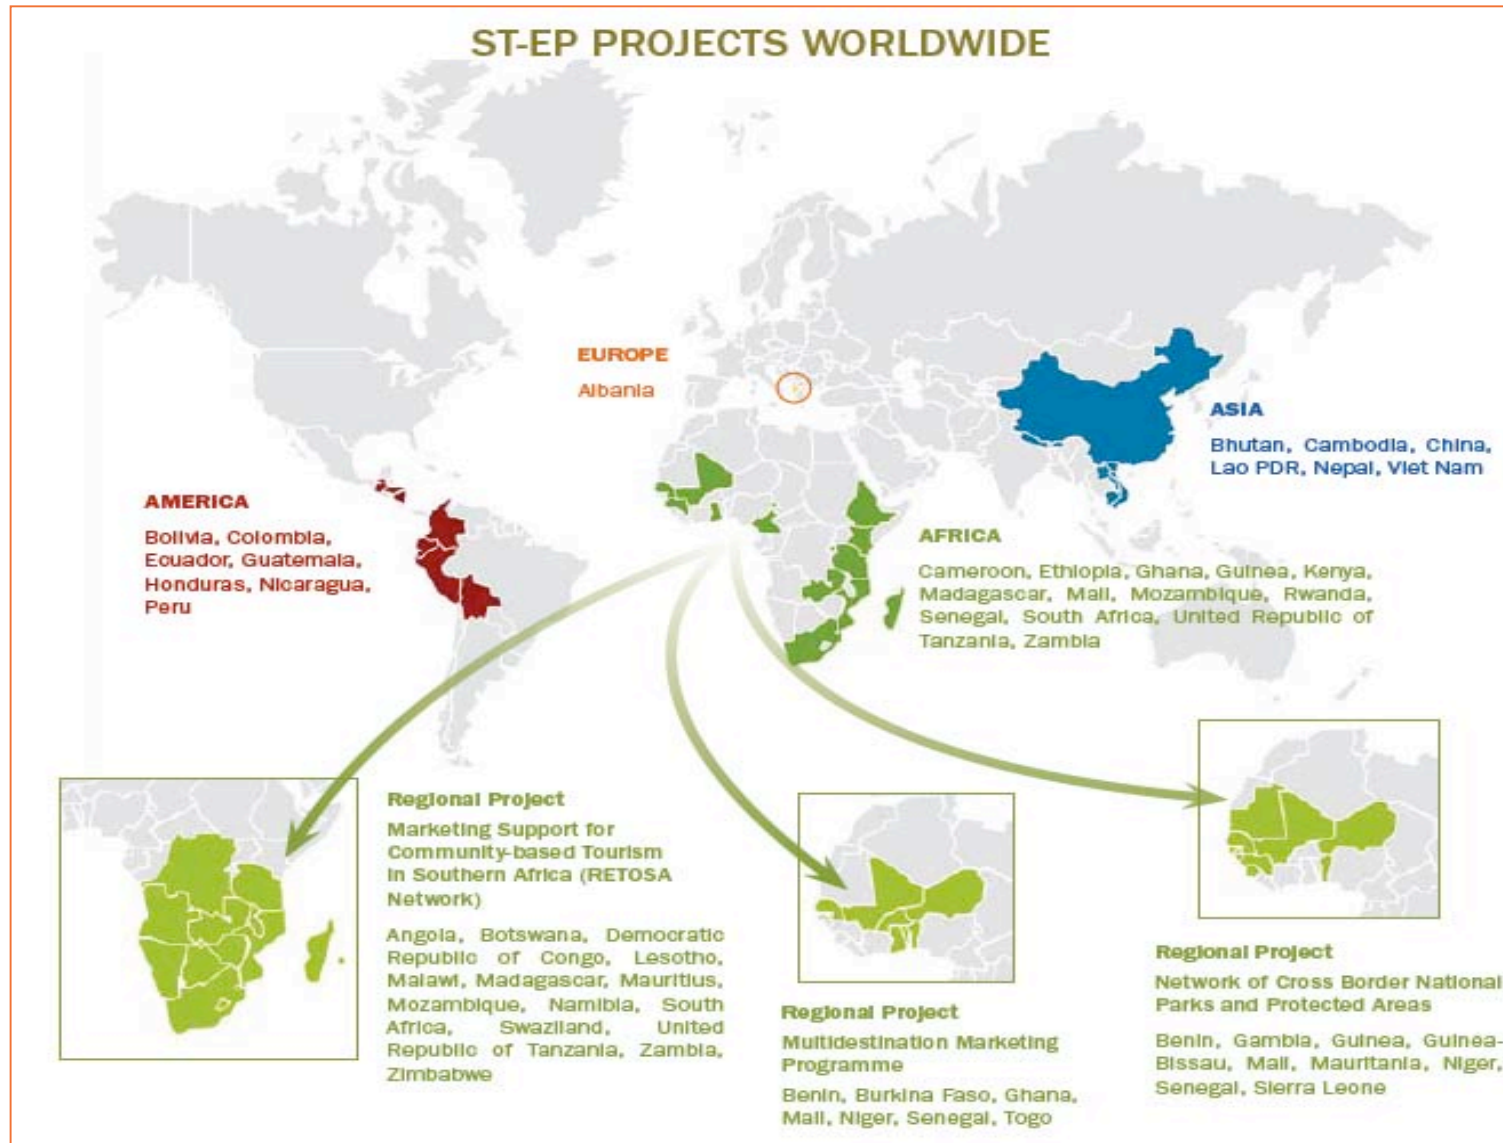 ST-EP PROJECTS WORLDWIDE
EUROPE
Albania
ASIA
Bhutan, Cambodia, China,
Lao PDR, Nepal, Viet Nam
AMERICA
Bolivia, Colombia,
Ecuador, Guatemala,
Honduras, Nicaragua,
Peru
AFRICA
Cameroon, Ethiopia, Ghana, Guinea, Kenya,
Madagascar, Mali, Mozambique, Rwanda,
Senegal, South Africa, United Republic of
Tanzania, Zambia
Regional Project
Marketing Support for
Community-based Tourism
in Southern Africa (RETOSA
Network)
Angola, Botswana, Democratic
Republic of Congo, Lesotho,
Malawi, Madagascar, Mauritius,
Mozambique, Namibia, South
Africa, Swaziland, United
Republic of Tanzania, Zambia,
Zimbabwe
Regional Project
Multidestination Marketing
Programme
Benin, Burkina Faso, Ghana,
Mali, Niger, Senegal, Togo
Regional Project
Network of Cross Border National
Parks and Protected Areas
Benin, Gambia, Guinea, Guinea-
Bissau, Mali, Mauritania, Niger,
Senegal, Sierra Leone